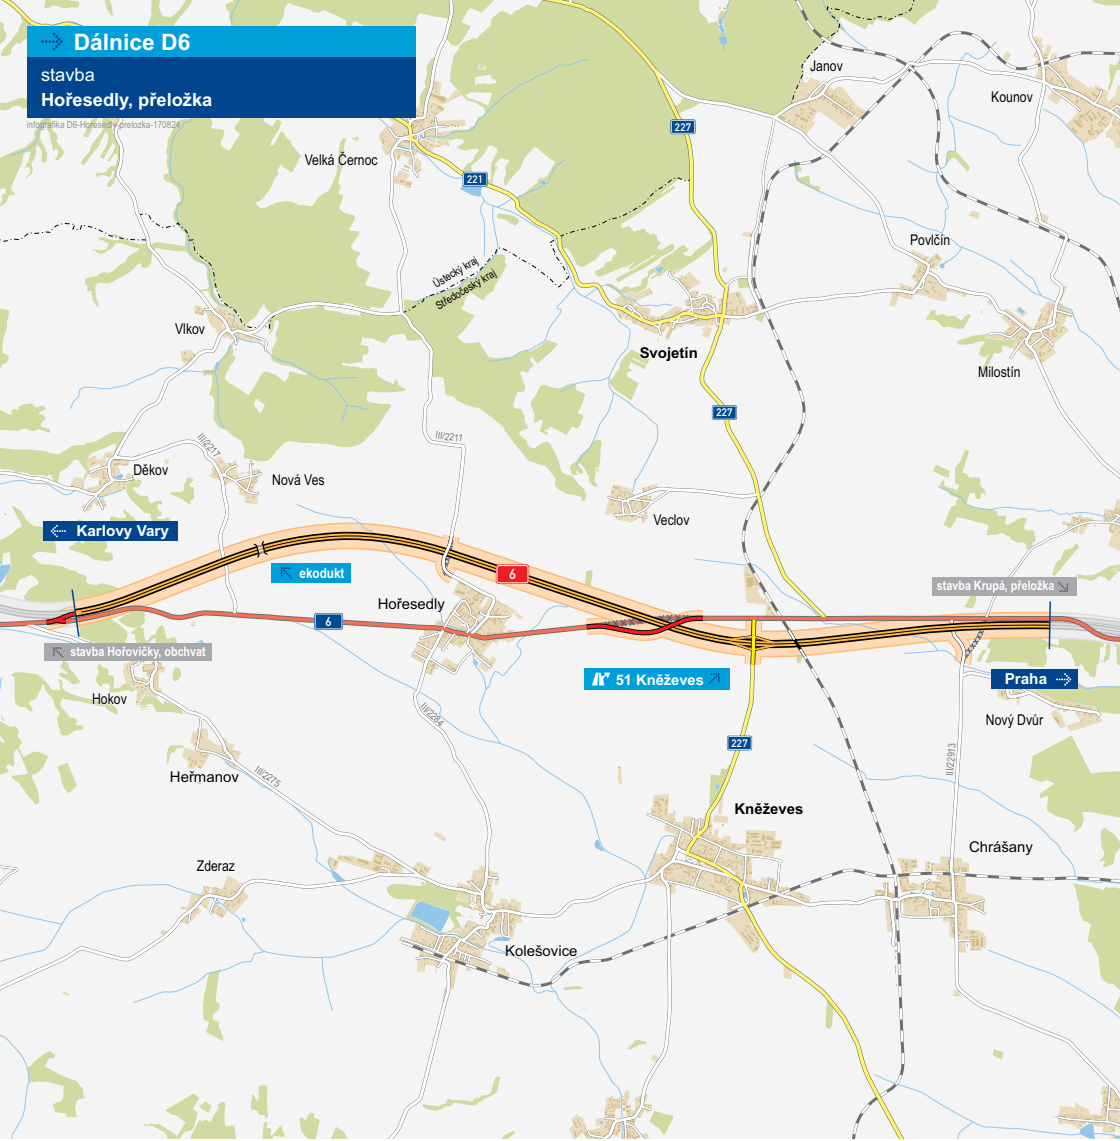 Dálnice D6
stavba
Hořesedly, přeložka
infografika D6-Horesedly-prelozka-170824
Janov
Kounov
227
Velká Černoc
221
Povlčín
Ústecký kraj
Středočeský kraj
Vlkov
Svojetín
Milostín
227
III/2211
III/2217
Děkov
Nová Ves
Veclov
Karlovy Vary
ekodukt
6
stavba Krupá, přeložka
Hořesedly
6
stavba Hořovičky, obchvat
51 Kněževes
Praha
Hokov
III/2284
Nový Dvůr
227
Heřmanov
III/2275
III/22913
Kněževes
Chrášany
Zderaz
Kolešovice